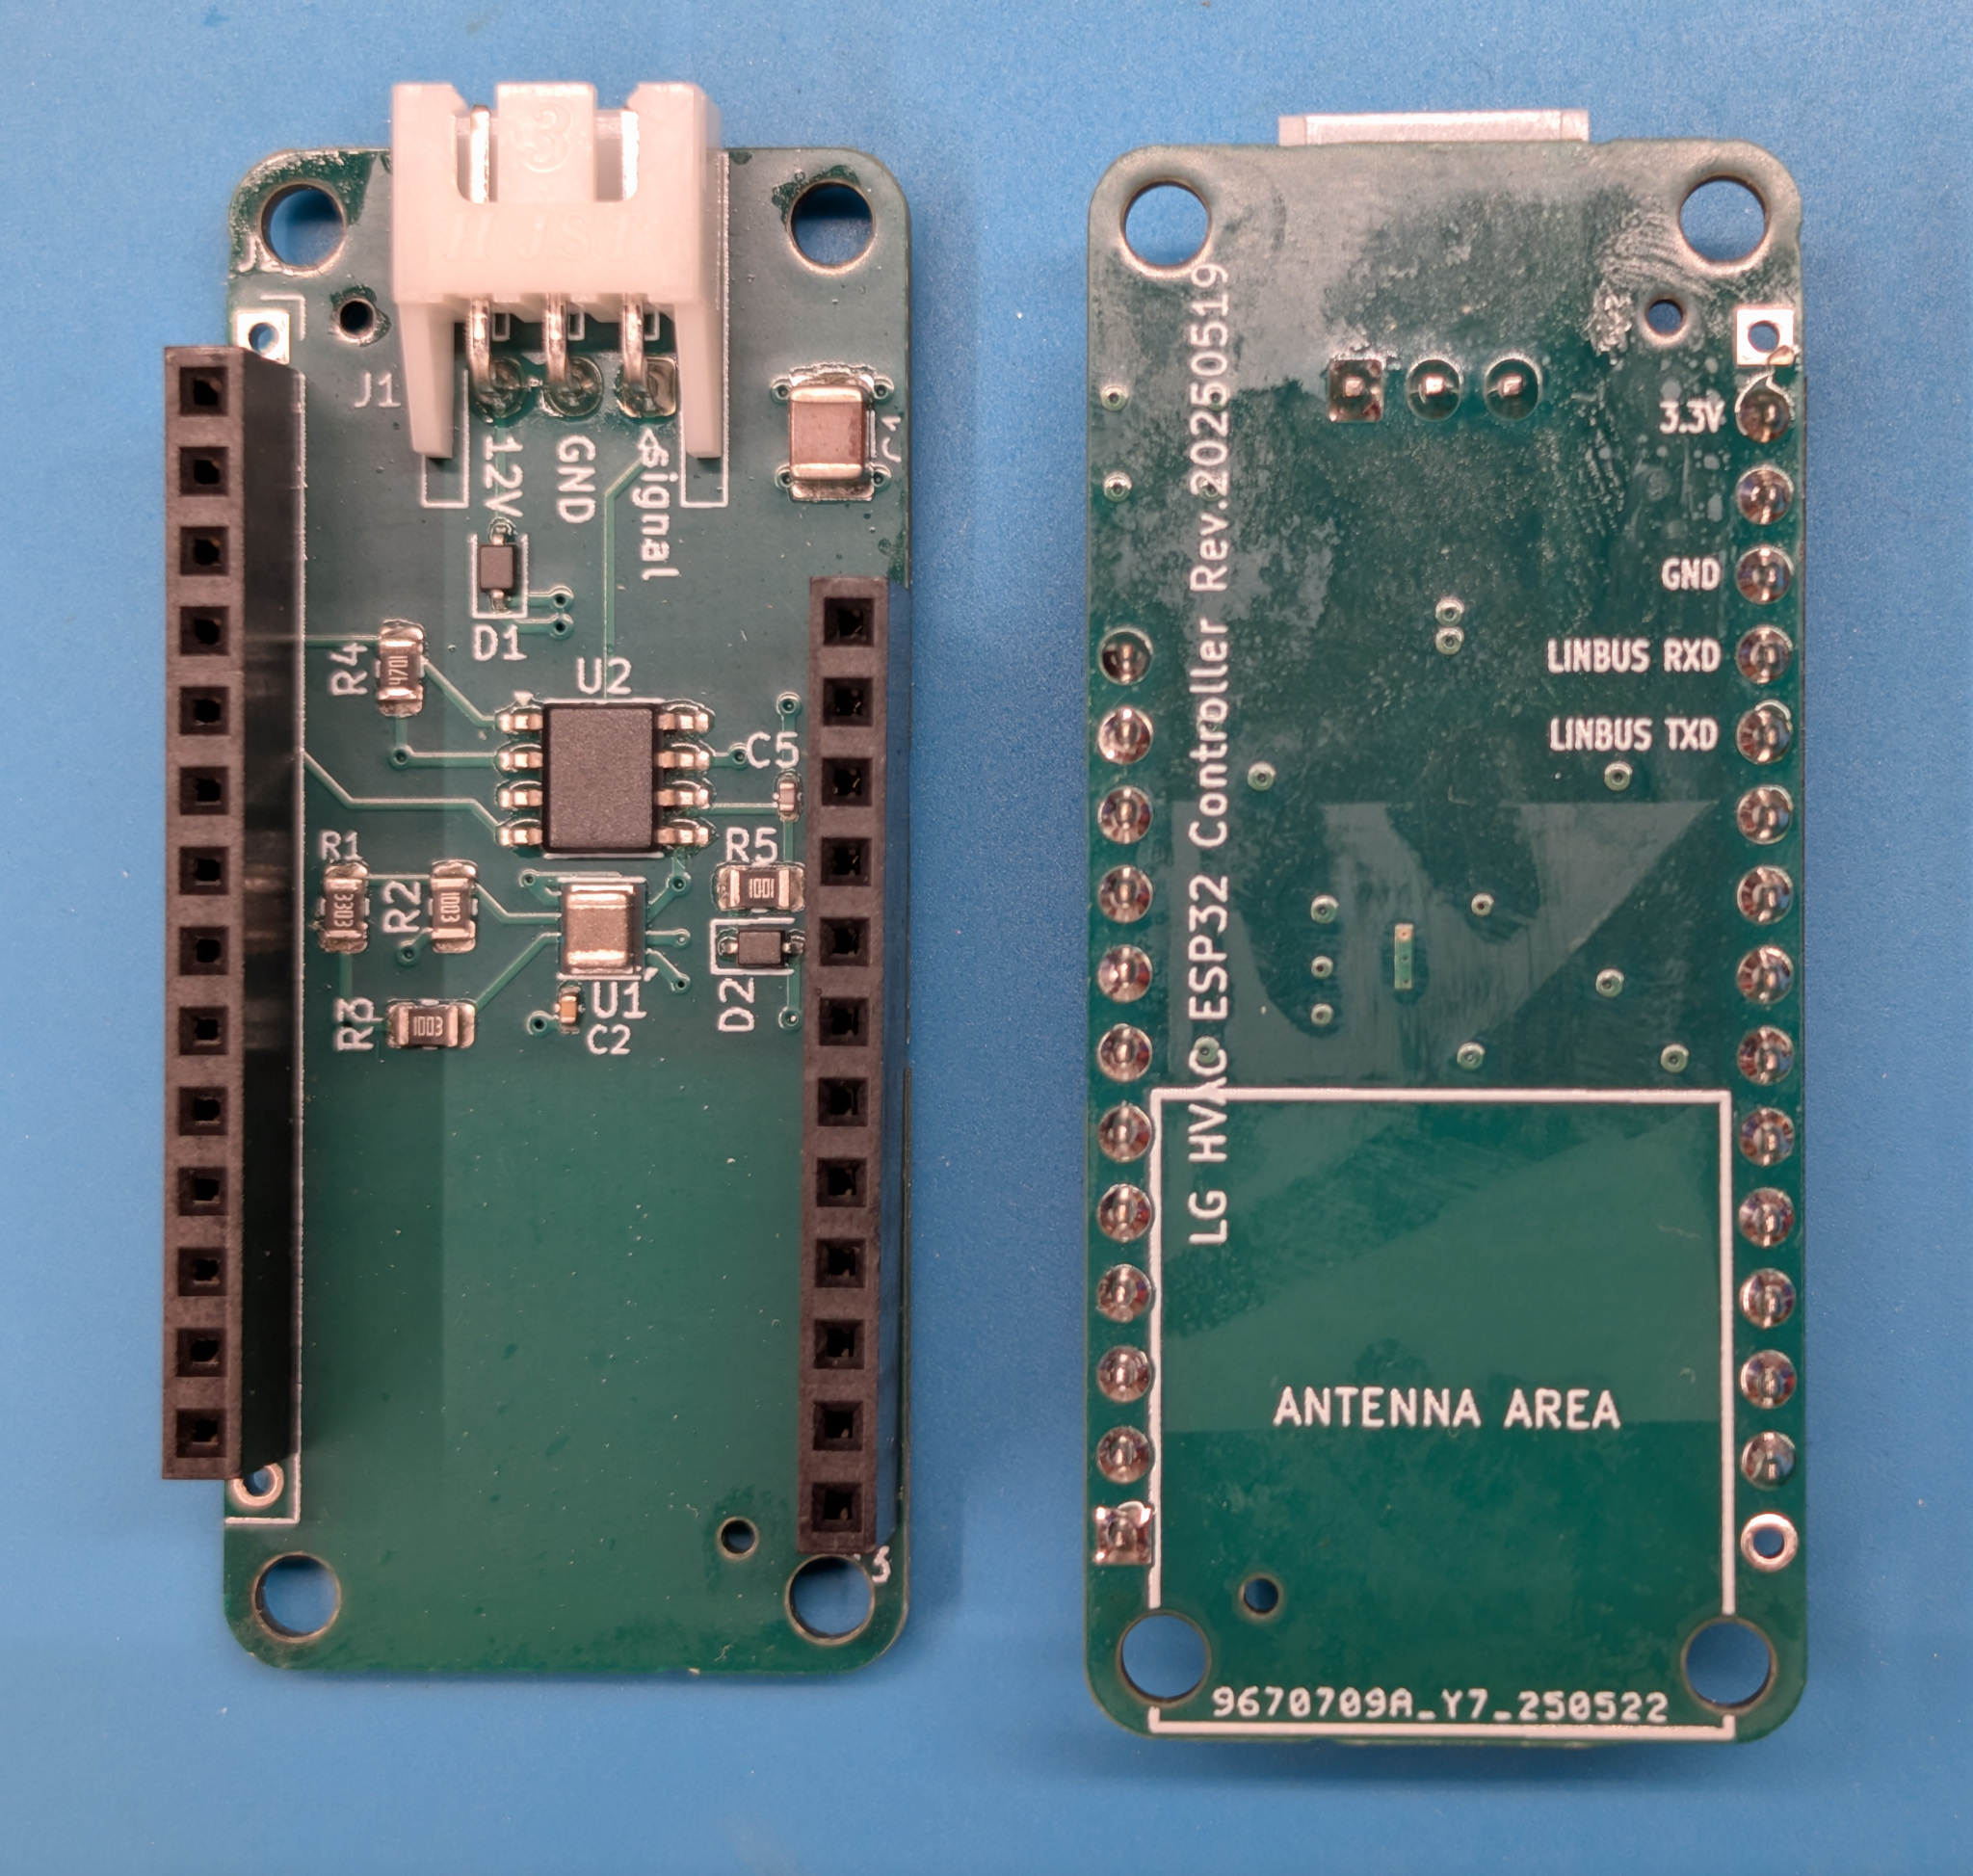 3
JST
J1
12V
GND
signal
D1
R4
U2
C5
R1
3303
R2
1003
R5
1001
4701
U1
C2
R3
1003
D2
LG HVAC ESP32 Controller Rev.20250519
3.3V
GND
LINBUS RXD
LINBUS TXD
ANTENNA AREA
9670709A_Y7_250522